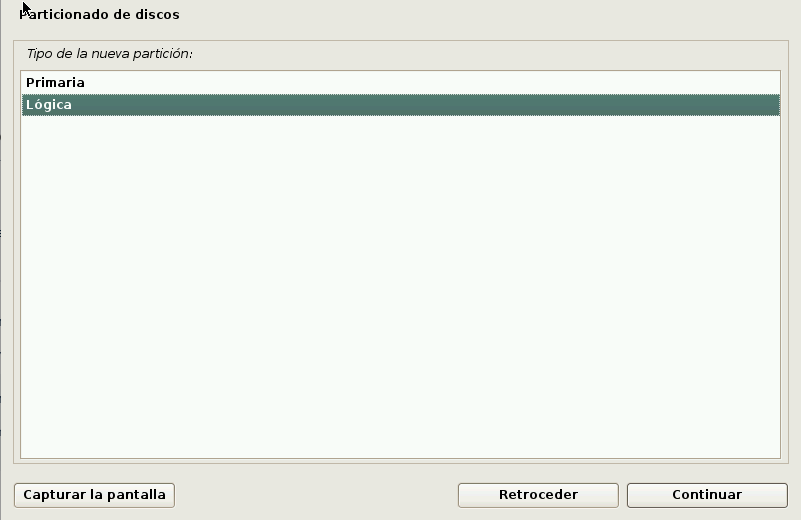 Particionado de discos
Tipo de la nueva partición:
Primaria
Lógica
Capturar la pantalla
Retroceder
Continuar